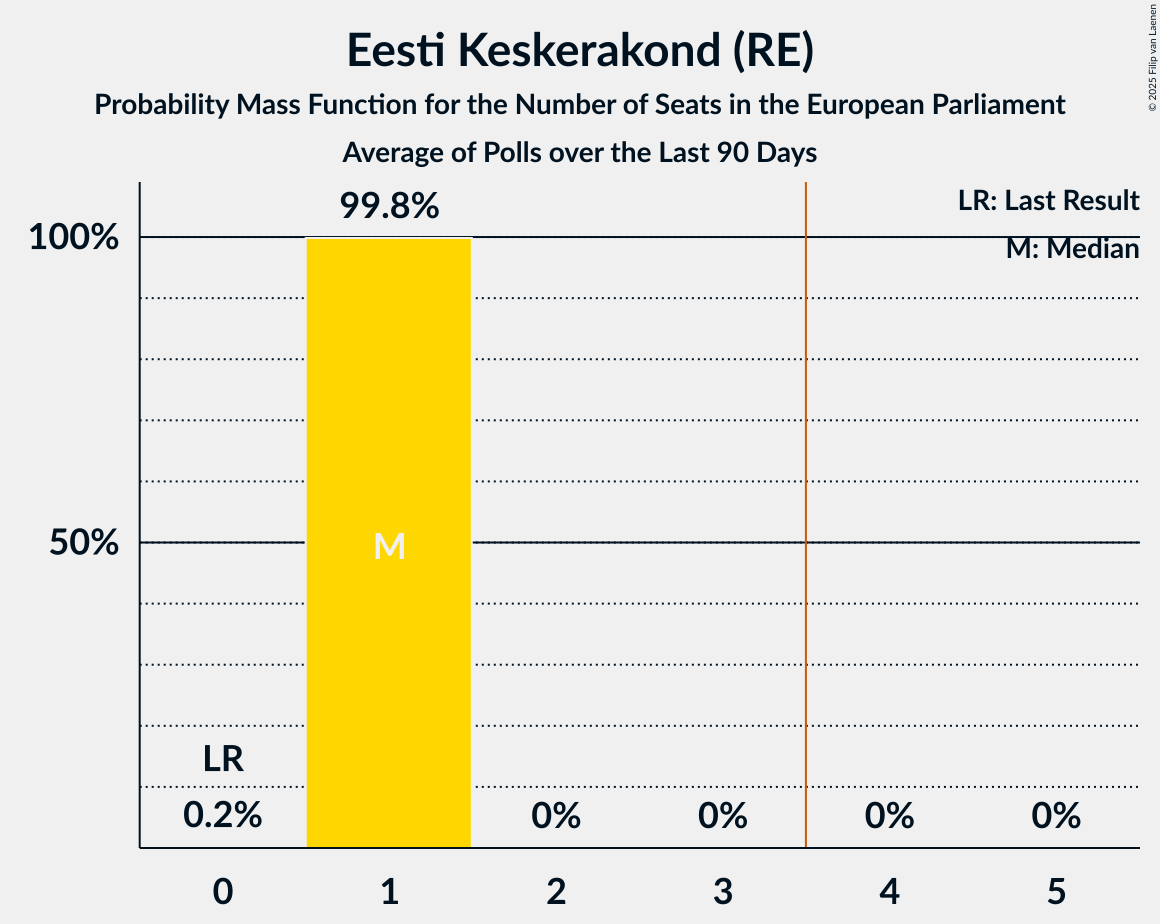 Eesti Keskerakond (RE)
Probability Mass Function for the Number of Seats in the European Parliament
Average of Polls over the Last 90 Days
© 2025 Filip van Laenen
99.8%
LR: Last Result
100%
M: Median
50%
M
LR
0.2%
0%
0%
0%
0%
0
1
2
3
4
5